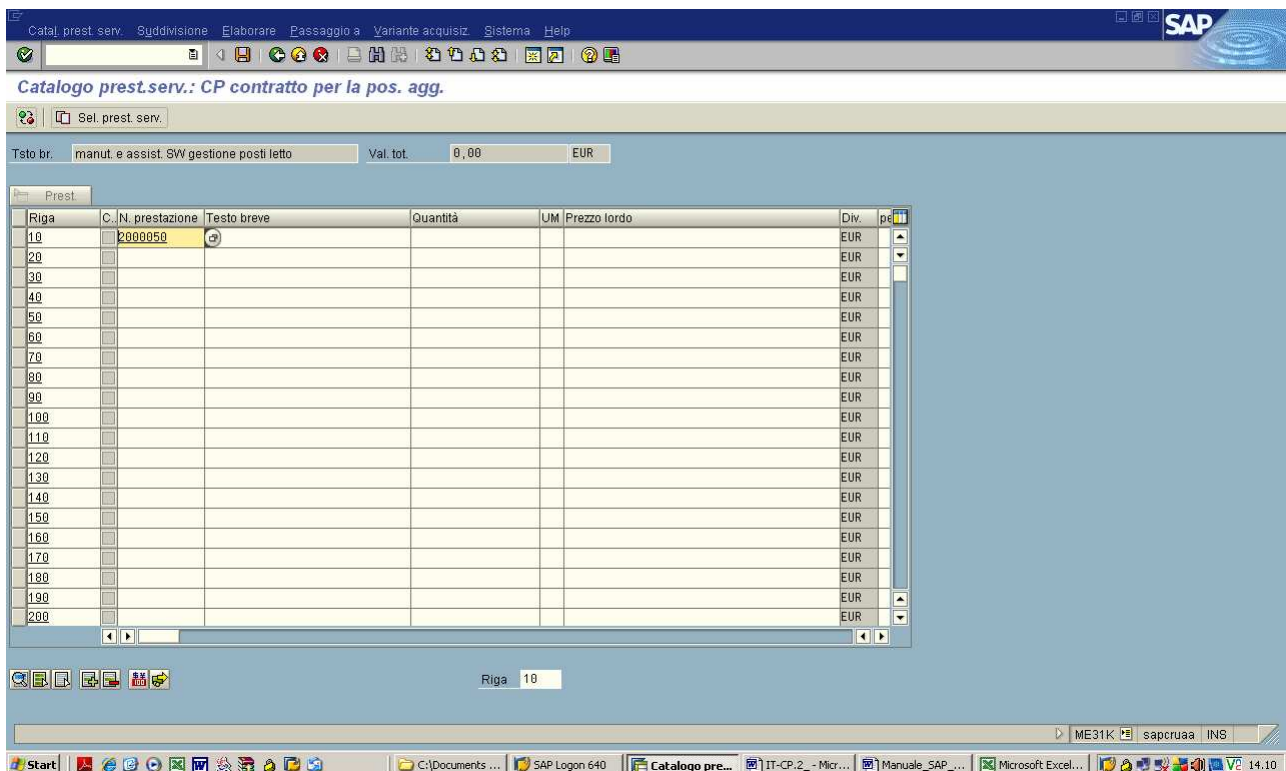 Catal. prest. serv. Suddivisione Elaborare Passaggio a Variante acquisiz. Sistema Help
SAP
Catalogo prest.serv.: CP contratto per la pos. agg.
Sel. prest. serv.
Tsto br. manut. e assist. SW gestione posti letto Val. tot. 0,00 EUR
Prest.
Riga C.. N. prestazione Testo breve Quantità UM Prezzo lordo Div. pe
10 2000050 EUR
20 EUR
30 EUR
40 EUR
50 EUR
60 EUR
70 EUR
80 EUR
90 EUR
100 EUR
110 EUR
120 EUR
130 EUR
140 EUR
150 EUR
160 EUR
170 EUR
180 EUR
190 EUR
200 EUR
Riga 10
ME31K sapcruaa INS
Start C:\Documents ... SAP Logon 640 Catalogo pre... IT-CP.2_ - Micr... Manuale_SAP_... Microsoft Excel... 14.10